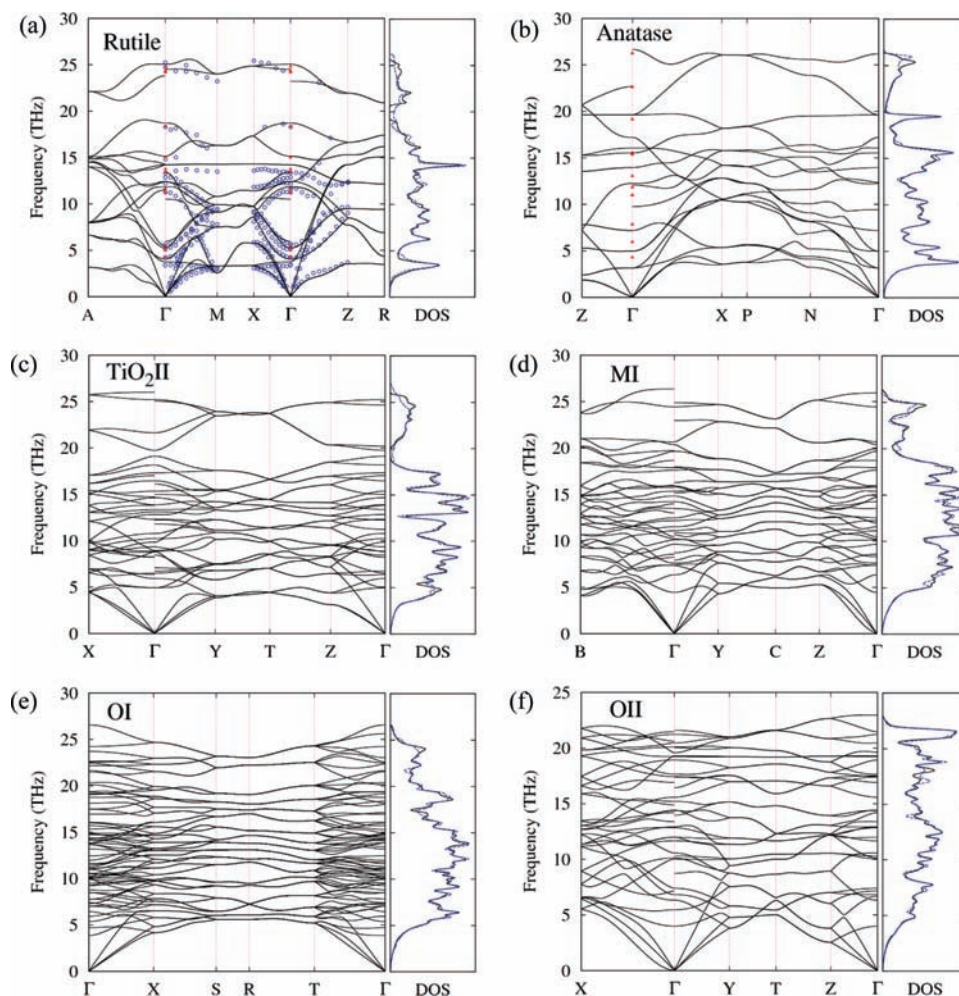 (a)
Rutile
Frequency (THz)
30
25
20
15
10
5
0
A Γ M X Γ Z R DOS
(b)
Anatase
Frequency (THz)
30
25
20
15
10
5
0
Z Γ X P N Γ DOS
(c)
TiO₂II
Frequency (THz)
30
25
20
15
10
5
0
X Γ Y T Z Γ DOS
(d)
MI
Frequency (THz)
30
25
20
15
10
5
0
B Γ Y C Z Γ DOS
(e)
OI
Frequency (THz)
30
25
20
15
10
5
0
Γ X S R T Γ DOS
(f)
OII
Frequency (THz)
25
20
15
10
5
0
X Γ Y T Z Γ DOS